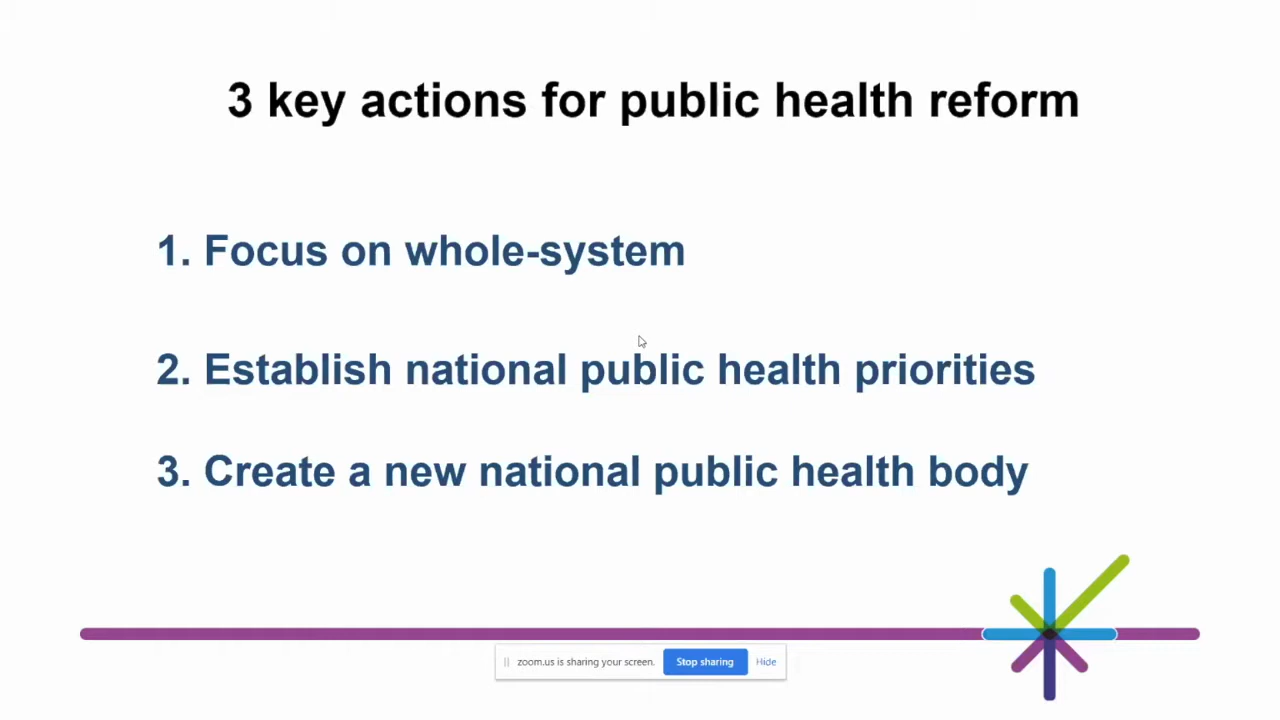 3 key actions for public health reform
1. Focus on whole-system
2. Establish national public health priorities
3. Create a new national public health body
zoom.us is sharing your screen. Stop sharing Hide